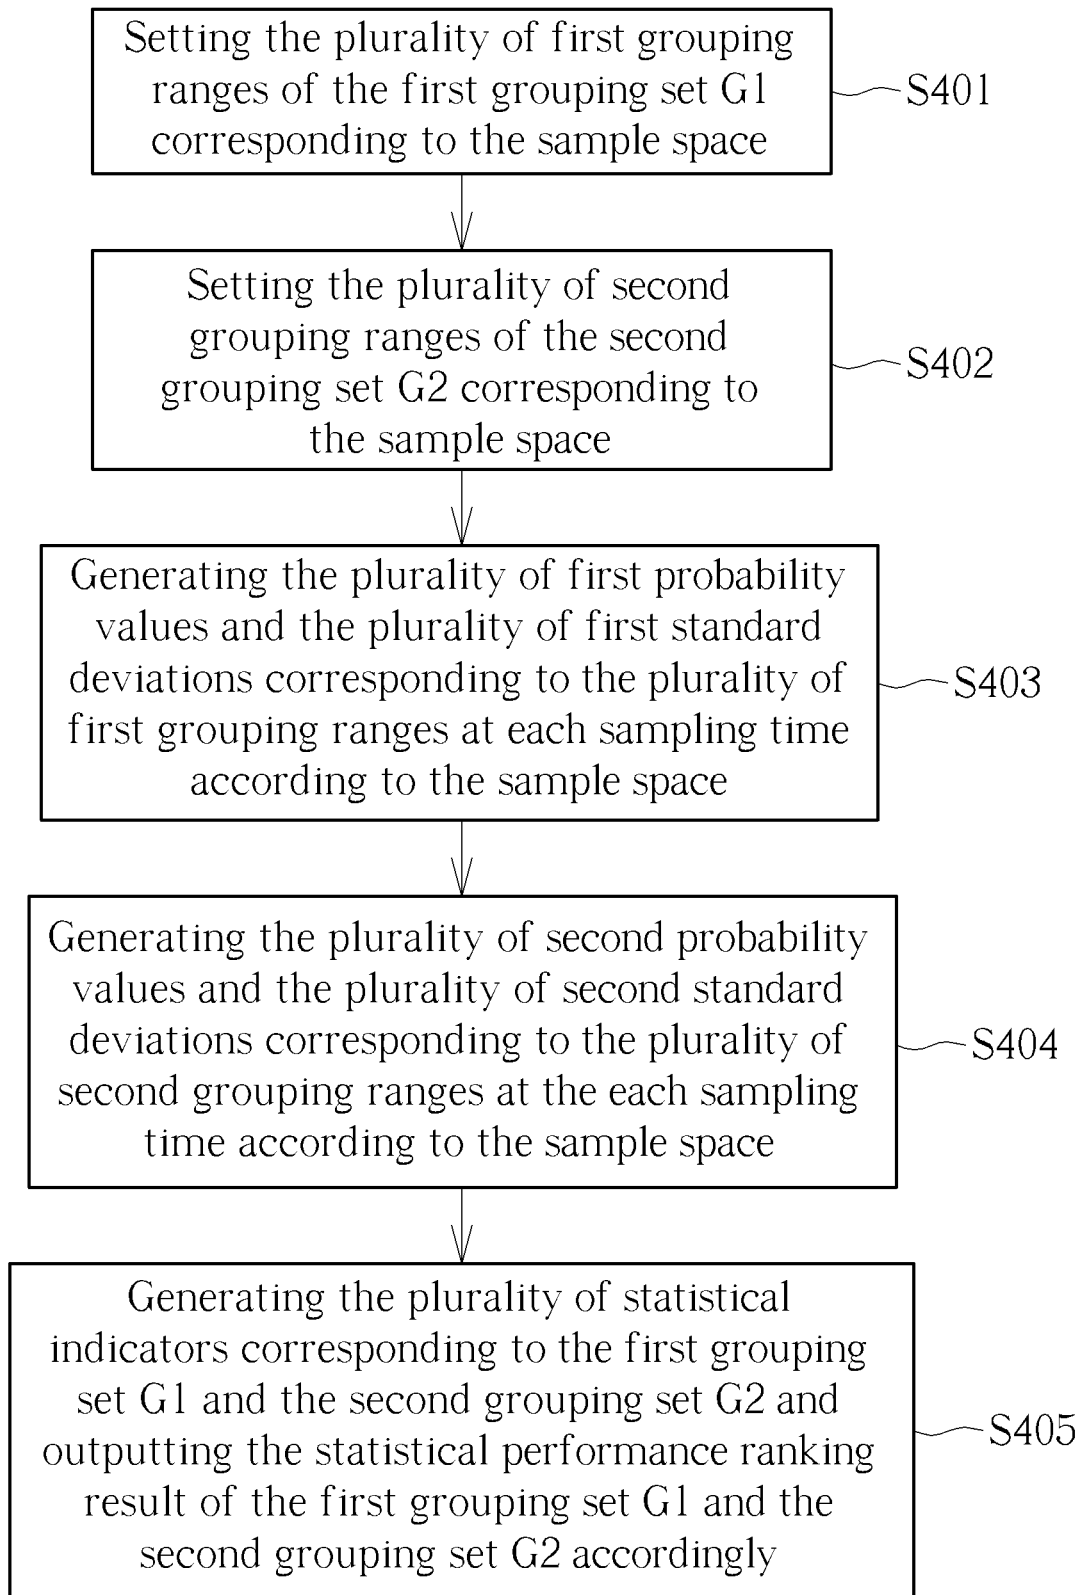 Setting the plurality of first grouping
ranges of the first grouping set G1
corresponding to the sample space
S401
Setting the plurality of second
grouping ranges of the second
grouping set G2 corresponding to
the sample space
S402
Generating the plurality of first probability
values and the plurality of first standard
deviations corresponding to the plurality of
first grouping ranges at each sampling time
according to the sample space
S403
Generating the plurality of second probability
values and the plurality of second standard
deviations corresponding to the plurality of
second grouping ranges at the each sampling
time according to the sample space
S404
Generating the plurality of statistical
indicators corresponding to the first grouping
set G1 and the second grouping set G2 and
outputting the statistical performance ranking
result of the first grouping set G1 and the
second grouping set G2 accordingly
S405